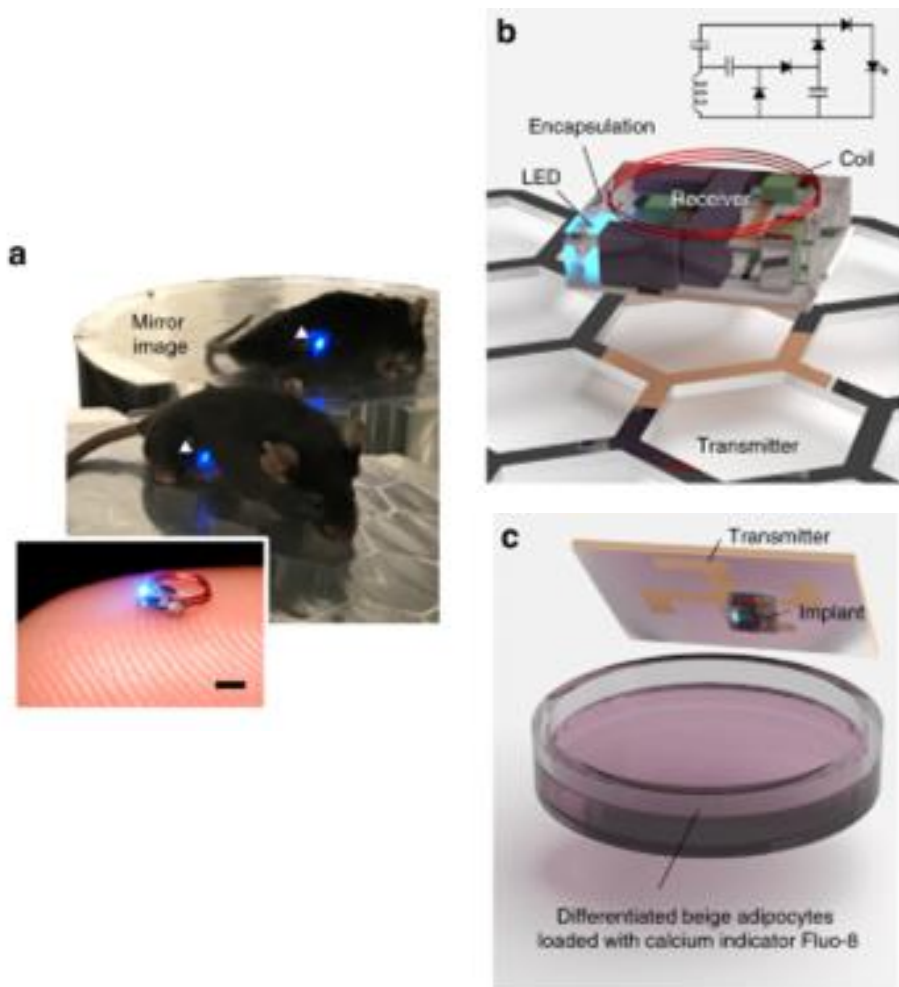 a
Mirror
image
b
Encapsulation
LED
Coil
Receiver
Transmitter
c
Transmitter
Implant
Differentiated beige adipocytes
loaded with calcium indicator Fluo-8